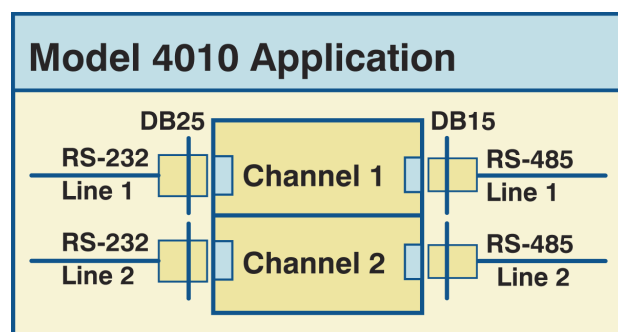 Model 4010 Application
DB25
DB15
RS-232
Line 1
Channel 1
RS-485
Line 1
RS-232
Line 2
Channel 2
RS-485
Line 2